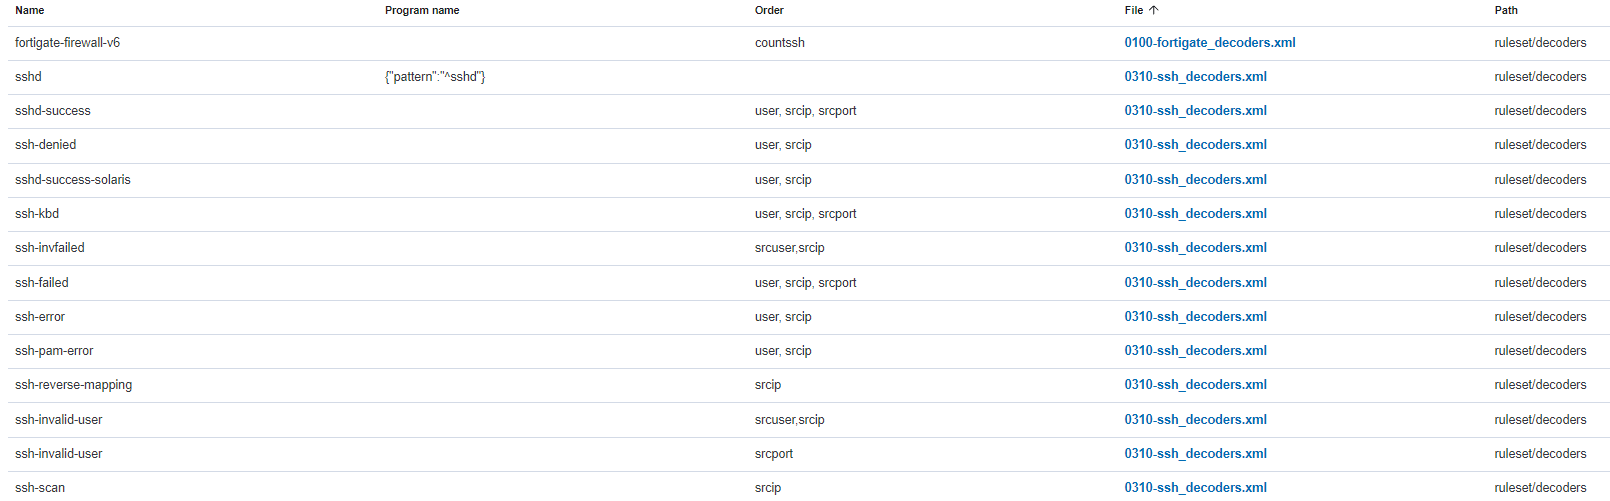 Name Program name Order File ↑ Path
fortigate-firewall-v6 countssh 0100-fortigate_decoders.xml ruleset/decoders
sshd {"pattern":"^sshd"} 0310-ssh_decoders.xml ruleset/decoders
sshd-success user, srcip, srcport 0310-ssh_decoders.xml ruleset/decoders
ssh-denied user, srcip 0310-ssh_decoders.xml ruleset/decoders
sshd-success-solaris user, srcip 0310-ssh_decoders.xml ruleset/decoders
ssh-kbd user, srcip, srcport 0310-ssh_decoders.xml ruleset/decoders
ssh-invfailed srcuser,srcip 0310-ssh_decoders.xml ruleset/decoders
ssh-failed user, srcip, srcport 0310-ssh_decoders.xml ruleset/decoders
ssh-error user, srcip 0310-ssh_decoders.xml ruleset/decoders
ssh-pam-error user, srcip 0310-ssh_decoders.xml ruleset/decoders
ssh-reverse-mapping srcip 0310-ssh_decoders.xml ruleset/decoders
ssh-invalid-user srcuser,srcip 0310-ssh_decoders.xml ruleset/decoders
ssh-invalid-user srcport 0310-ssh_decoders.xml ruleset/decoders
ssh-scan srcip 0310-ssh_decoders.xml ruleset/decoders